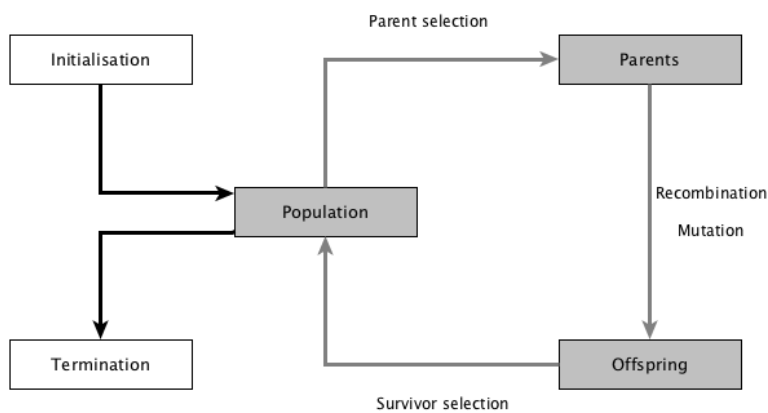 Parent selection
Initialisation
Parents
Recombination
Population
Mutation
Termination
Offspring
Survivor selection